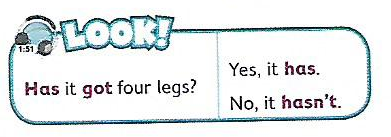 1:51
LOOK!
Has it got four legs?
Yes, it has.
No, it hasn't.